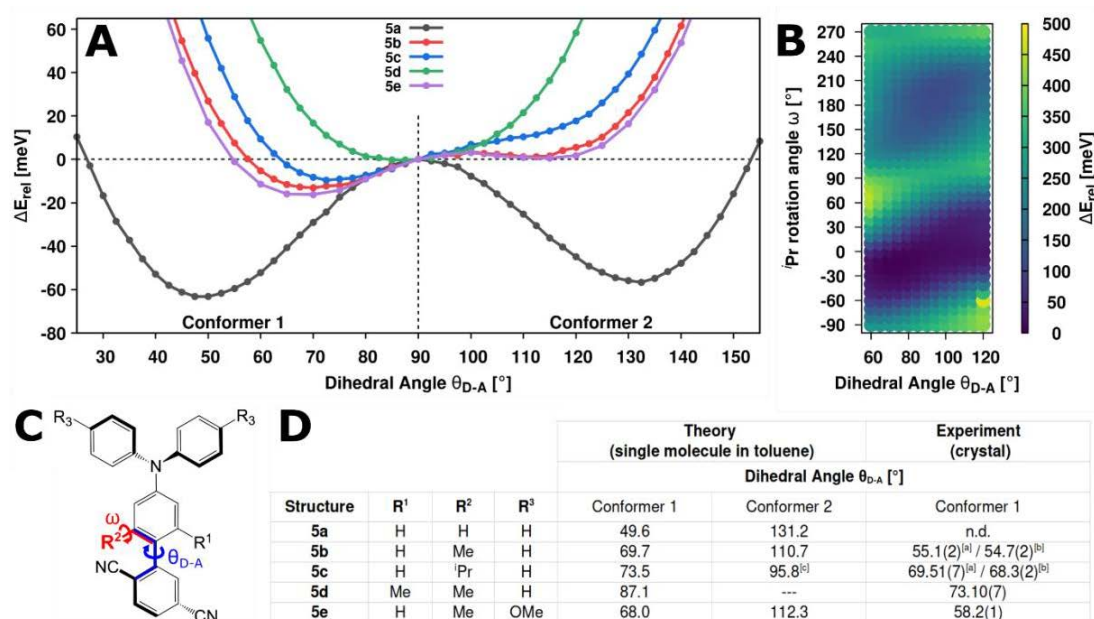 A
5a
5b
5c
5d
5e
60
40
20
0
-20
-40
-60
-80
ΔE_rel [meV]
Conformer 1
Conformer 2
30 40 50 60 70 80 90 100 110 120 130 140 150
Dihedral Angle θ_D-A [°]
B
270
240
210
180
150
120
90
60
30
0
-30
-60
-90
ⁱPr rotation angle ω [°]
60 80 100 120
Dihedral Angle θ_D-A [°]
500
450
400
350
300
250
200
150
100
50
0
ΔE_rel [meV]
C
R₃
R₃
N
ω
R²
R¹
θ_D-A
NC
CN
D
Theory
(single molecule in toluene)
Experiment
(crystal)
Dihedral Angle θ_D-A [°]
Structure R¹ R² R³ Conformer 1 Conformer 2 Conformer 1
5a H H H 49.6 131.2 n.d.
5b H Me H 69.7 110.7 55.1(2)[a] / 54.7(2)[b]
5c H ⁱPr H 73.5 95.8[c] 69.51(7)[a] / 68.3(2)[b]
5d Me Me H 87.1 --- 73.10(7)
5e H Me OMe 68.0 112.3 58.2(1)